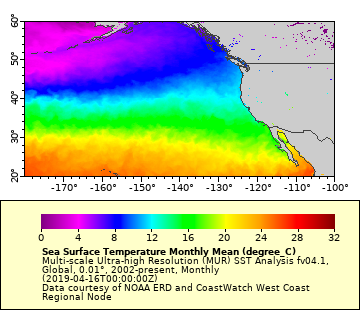 60°
50°
40°
30°
20°
-170° -160° -150° -140° -130° -120° -110° -100°
0 4 8 12 16 20 24 28 32
Sea Surface Temperature Monthly Mean (degree_C)
Multi-scale Ultra-high Resolution (MUR) SST Analysis fv04.1,
Global, 0.01°, 2002-present, Monthly
(2019-04-16T00:00:00Z)
Data courtesy of NOAA ERD and CoastWatch West Coast
Regional Node